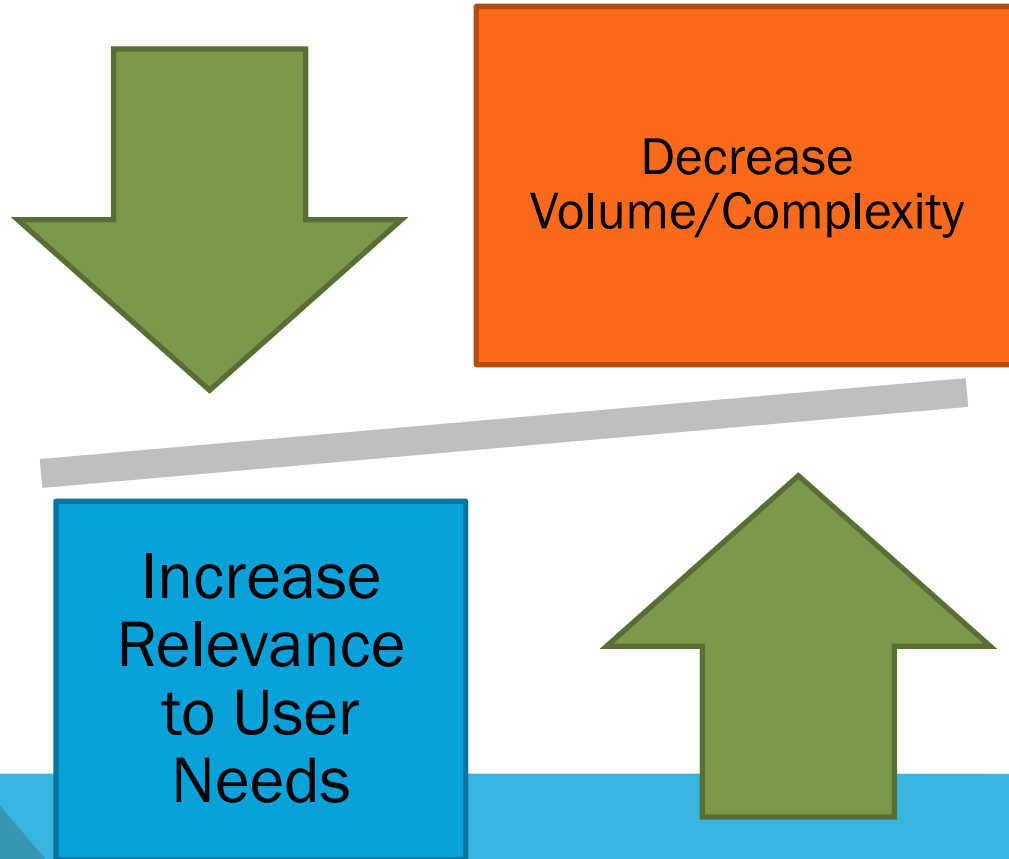 Decrease
Volume/Complexity
Increase
Relevance
to User
Needs